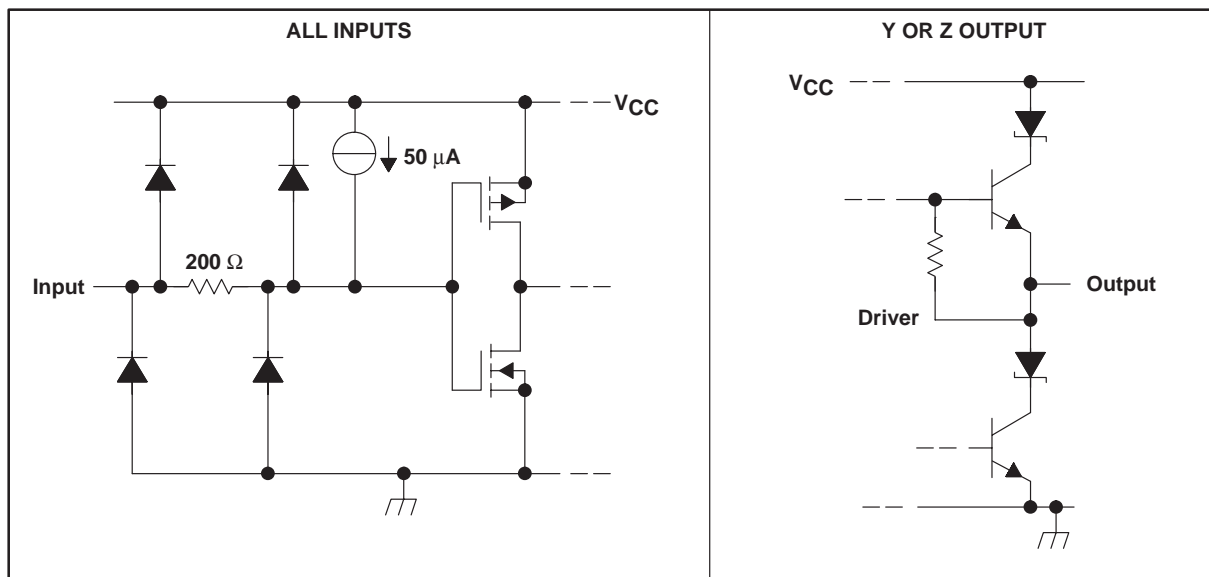 ALL INPUTS
VCC
50 μA
200 Ω
Input
Y OR Z OUTPUT
VCC
Output
Driver